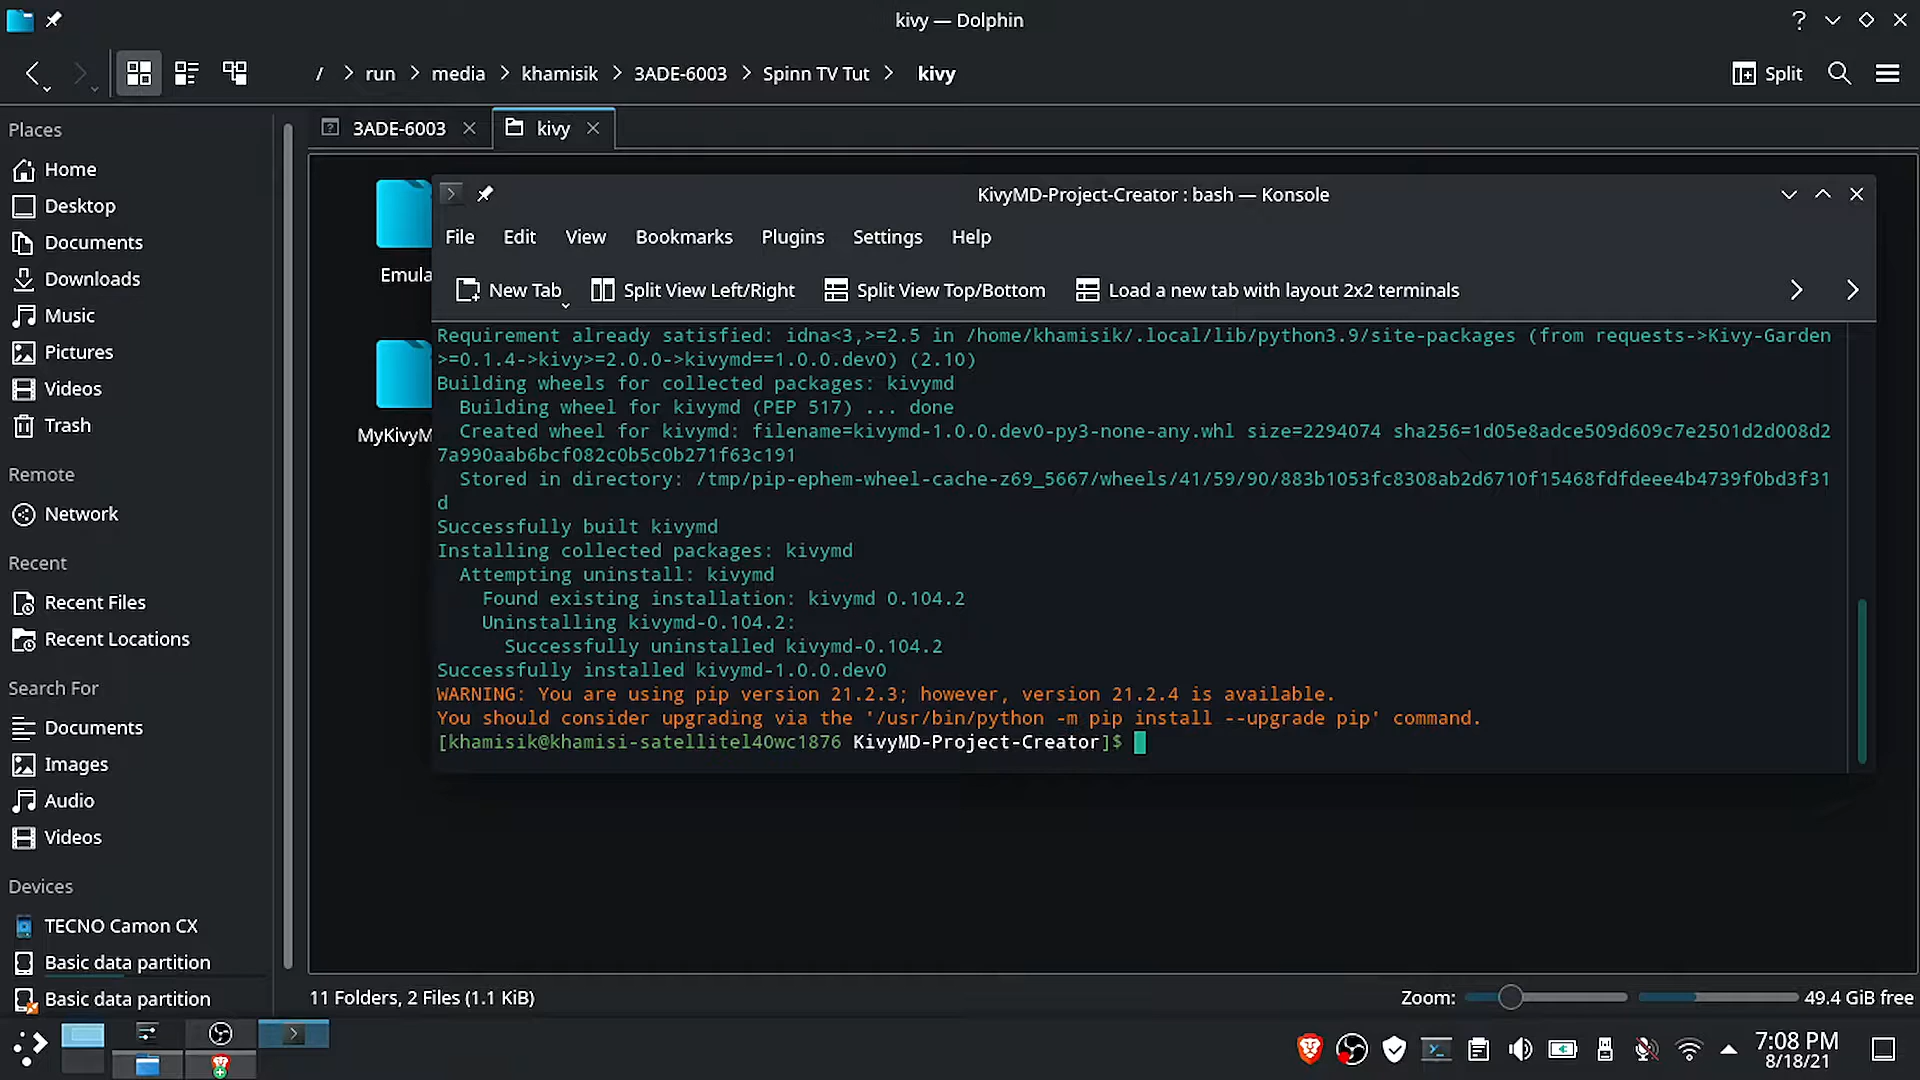 kivy — Dolphin
?
/ > run > media > khamisik > 3ADE-6003 > Spinn TV Tut > kivy
Split
Places
Home
Desktop
Documents
Downloads
Music
Pictures
Videos
Trash
Remote
Network
Recent
Recent Files
Recent Locations
Search For
Documents
Images
Audio
Videos
Devices
TECNO Camon CX
Basic data partition
Basic data partition
3ADE-6003
kivy
Emula
MyKivyM
KivyMD-Project-Creator : bash — Konsole
File Edit View Bookmarks Plugins Settings Help
New Tab Split View Left/Right Split View Top/Bottom Load a new tab with layout 2x2 terminals
Requirement already satisfied: idna<3,>=2.5 in /home/khamisik/.local/lib/python3.9/site-packages (from requests->Kivy-Garden
>=0.1.4->kivy>=2.0.0->kivymd==1.0.0.dev0) (2.10)
Building wheels for collected packages: kivymd
Building wheel for kivymd (PEP 517) ... done
Created wheel for kivymd: filename=kivymd-1.0.0.dev0-py3-none-any.whl size=2294074 sha256=1d05e8adce509d609c7e2501d2d008d2
7a990aab6bcf082c0b5c0b271f63c191
Stored in directory: /tmp/pip-ephem-wheel-cache-z69_5667/wheels/41/59/90/883b1053fc8308ab2d6710f15468fdfdeee4b4739f0bd3f31
d
Successfully built kivymd
Installing collected packages: kivymd
Attempting uninstall: kivymd
Found existing installation: kivymd 0.104.2
Uninstalling kivymd-0.104.2:
Successfully uninstalled kivymd-0.104.2
Successfully installed kivymd-1.0.0.dev0
WARNING: You are using pip version 21.2.3; however, version 21.2.4 is available.
You should consider upgrading via the '/usr/bin/python -m pip install --upgrade pip' command.
[khamisik@khamisi-satellitel40wc1876 KivyMD-Project-Creator]$
11 Folders, 2 Files (1.1 KiB)
Zoom:
49.4 GiB free
7:08 PM
8/18/21